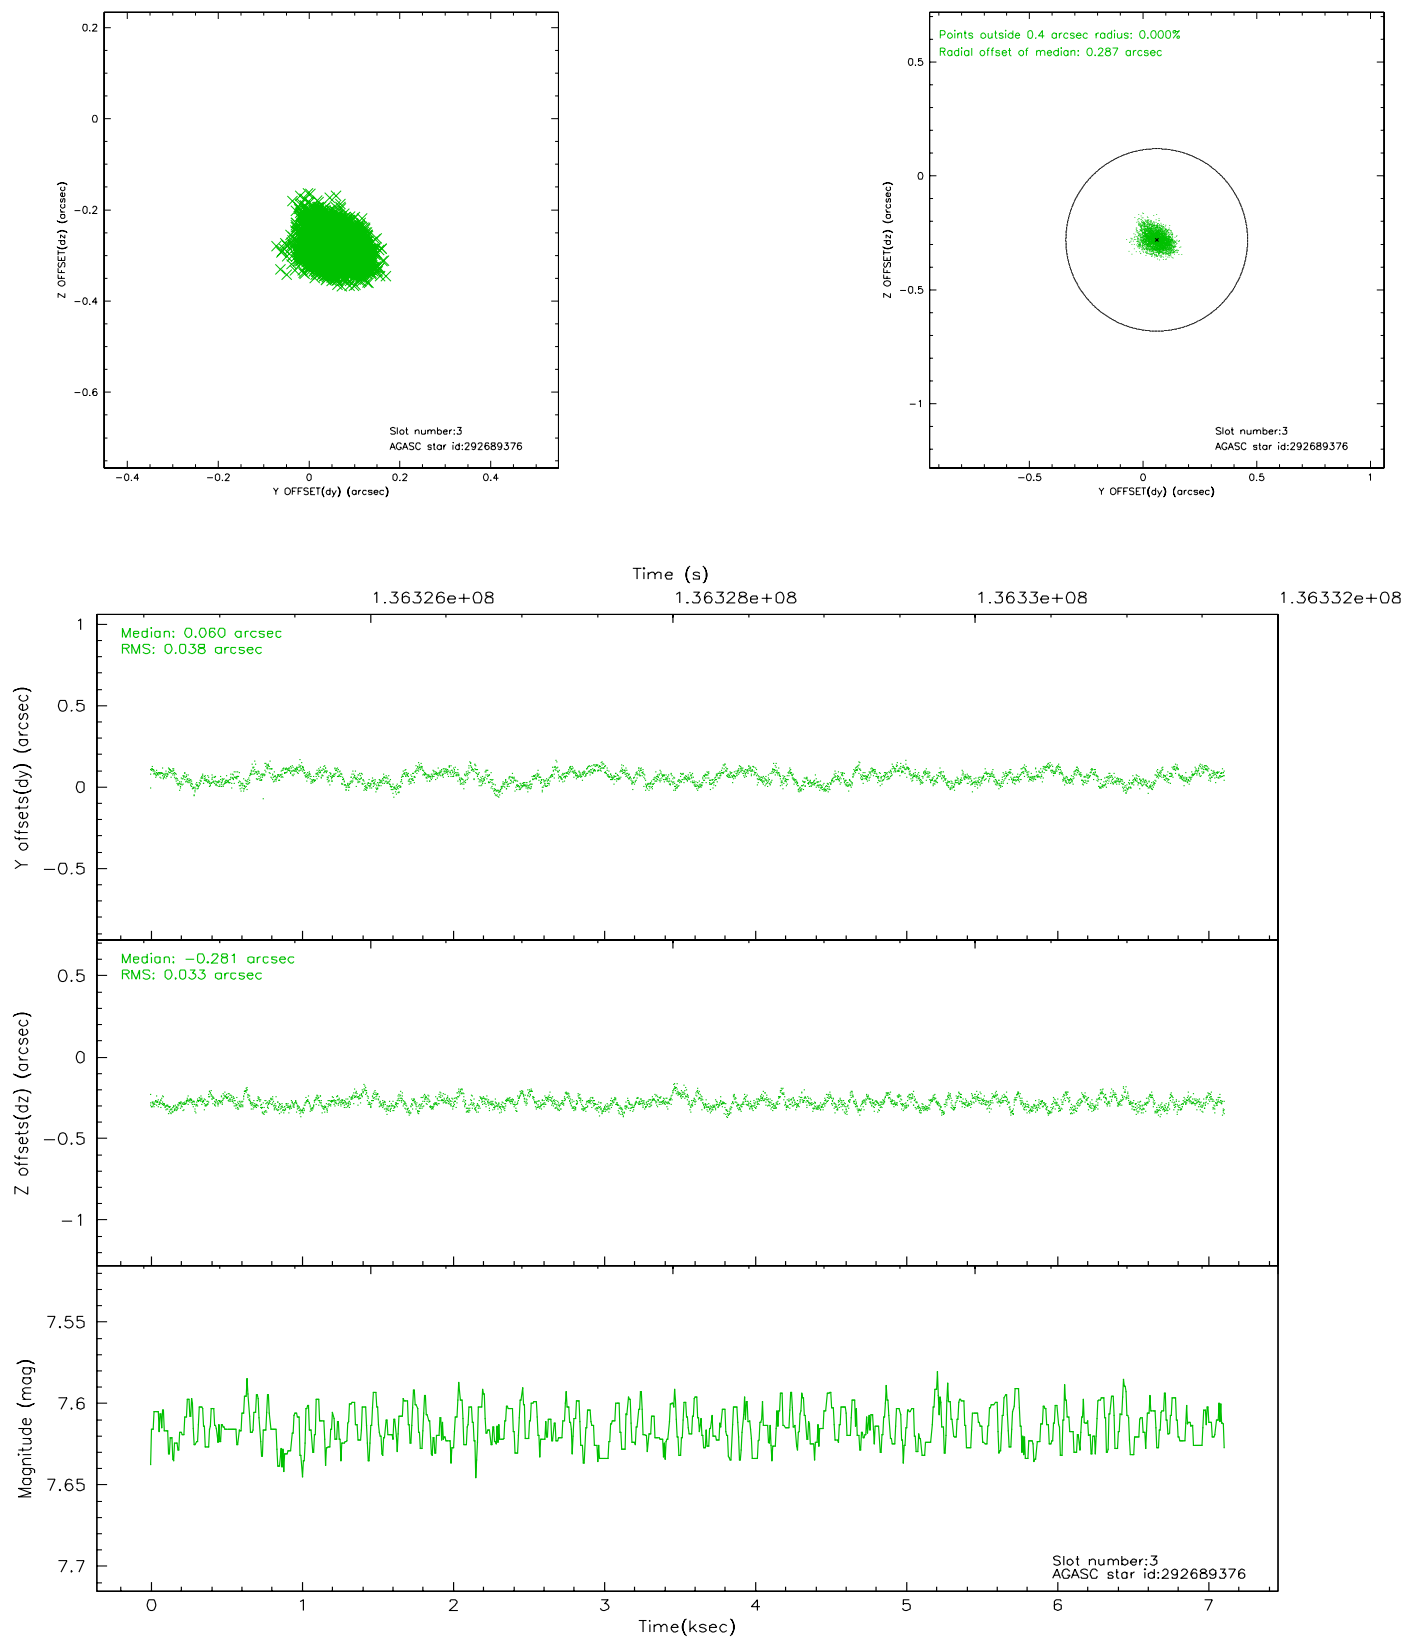 0.2
0
−0.2
−0.4
−0.6
Z OFFSET(dz) (arcsec)
Slot number:3
AGASC star id:292689376
−0.4
−0.2
0
0.2
0.4
Y OFFSET(dy) (arcsec)
Points outside 0.4 arcsec radius: 0.000%
Radial offset of median: 0.287 arcsec
0.5
0
−0.5
−1
Z OFFSET(dz) (arcsec)
Slot number:3
AGASC star id:292689376
−0.5
0
0.5
1
Y OFFSET(dy) (arcsec)
Time (s)
1.36326e+08
1.36328e+08
1.3633e+08
1.36332e+08
Median: 0.060 arcsec
RMS: 0.038 arcsec
1
0.5
0
−0.5
Y offsets(dy) (arcsec)
Median: −0.281 arcsec
RMS: 0.033 arcsec
0.5
0
−0.5
−1
Z offsets(dz) (arcsec)
7.55
7.6
7.65
7.7
Magnitude (mag)
Slot number:3
AGASC star id:292689376
0
1
2
3
4
5
6
7
Time(ksec)